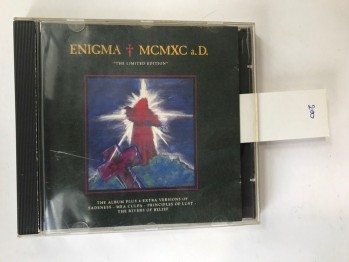 ENIGMA † MCMXC a.D.
"THE LIMITED EDITION"
THE ALBUM PLUS 4 EXTRA VERSIONS OF
SADENESS - MEA CULPA - PRINCIPLES OF LUST -
THE RIVERS OF BELIEF
200